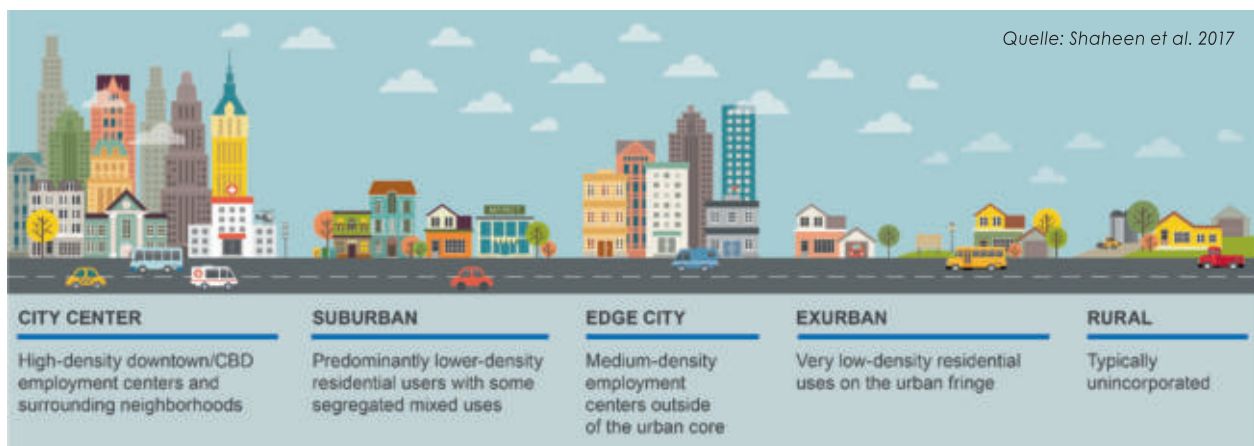 Quelle: Shaheen et al. 2017
CITY CENTER
High-density downtown/CBD
employment centers and
surrounding neighborhoods
SUBURBAN
Predominantly lower-density
residential users with some
segregated mixed uses
EDGE CITY
Medium-density
employment
centers outside
of the urban core
EXURBAN
Very low-density residential
uses on the urban fringe
RURAL
Typically
unincorporated